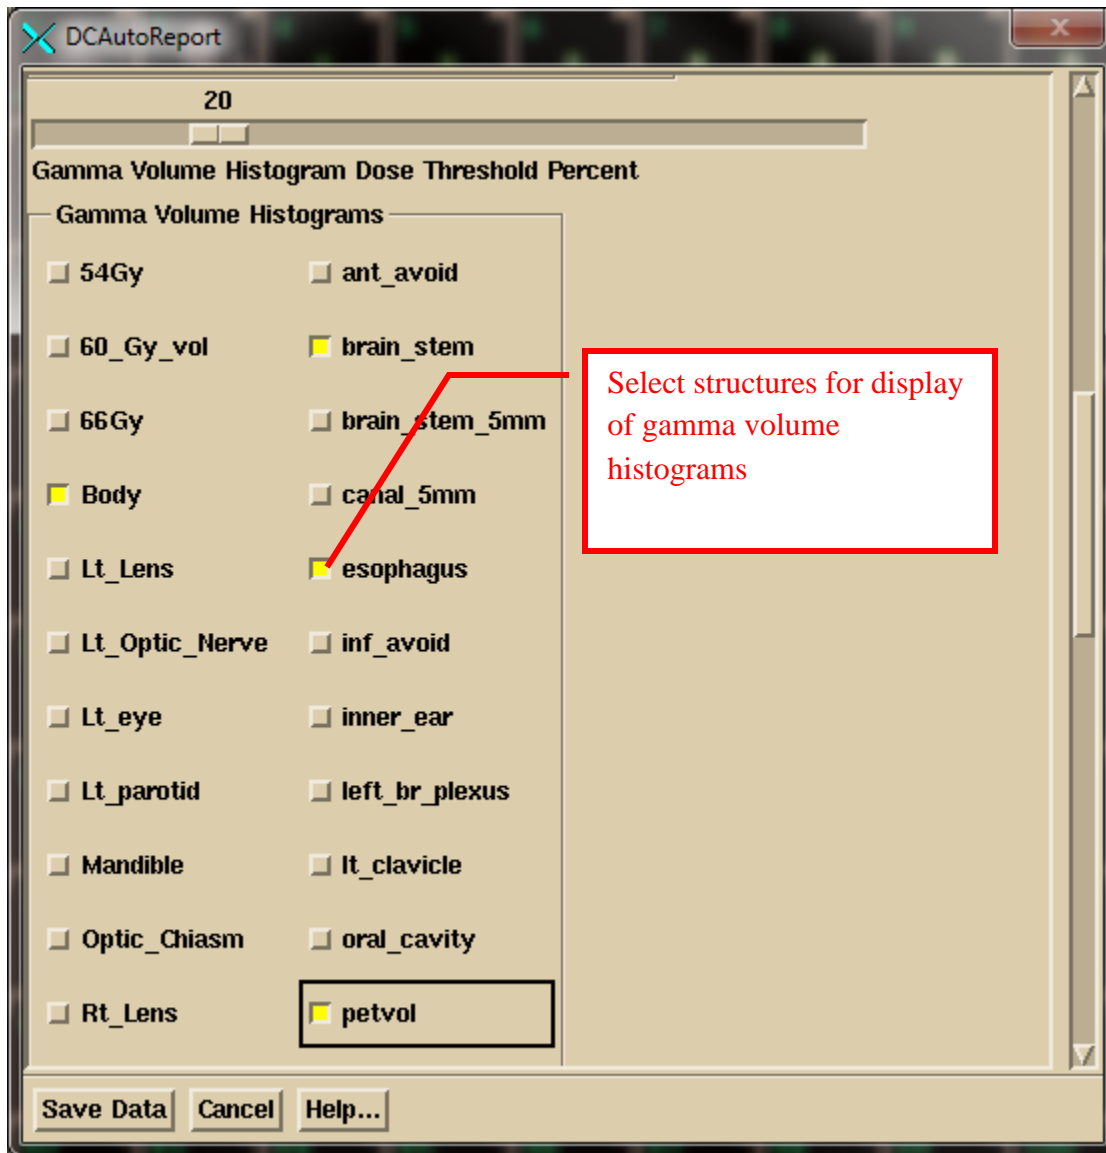 DCAutoReport
20
Gamma Volume Histogram Dose Threshold Percent
Gamma Volume Histograms
54Gy ant_avoid
60_Gy_vol brain_stem
66Gy brain_stem_5mm
Body canal_5mm
Lt_Lens esophagus
Lt_Optic_Nerve inf_avoid
Lt_eye inner_ear
Lt_parotid left_br_plexus
Mandible lt_clavicle
Optic_Chiasm oral_cavity
Rt_Lens petvol
Select structures for display
of gamma volume
histograms
Save Data Cancel Help...